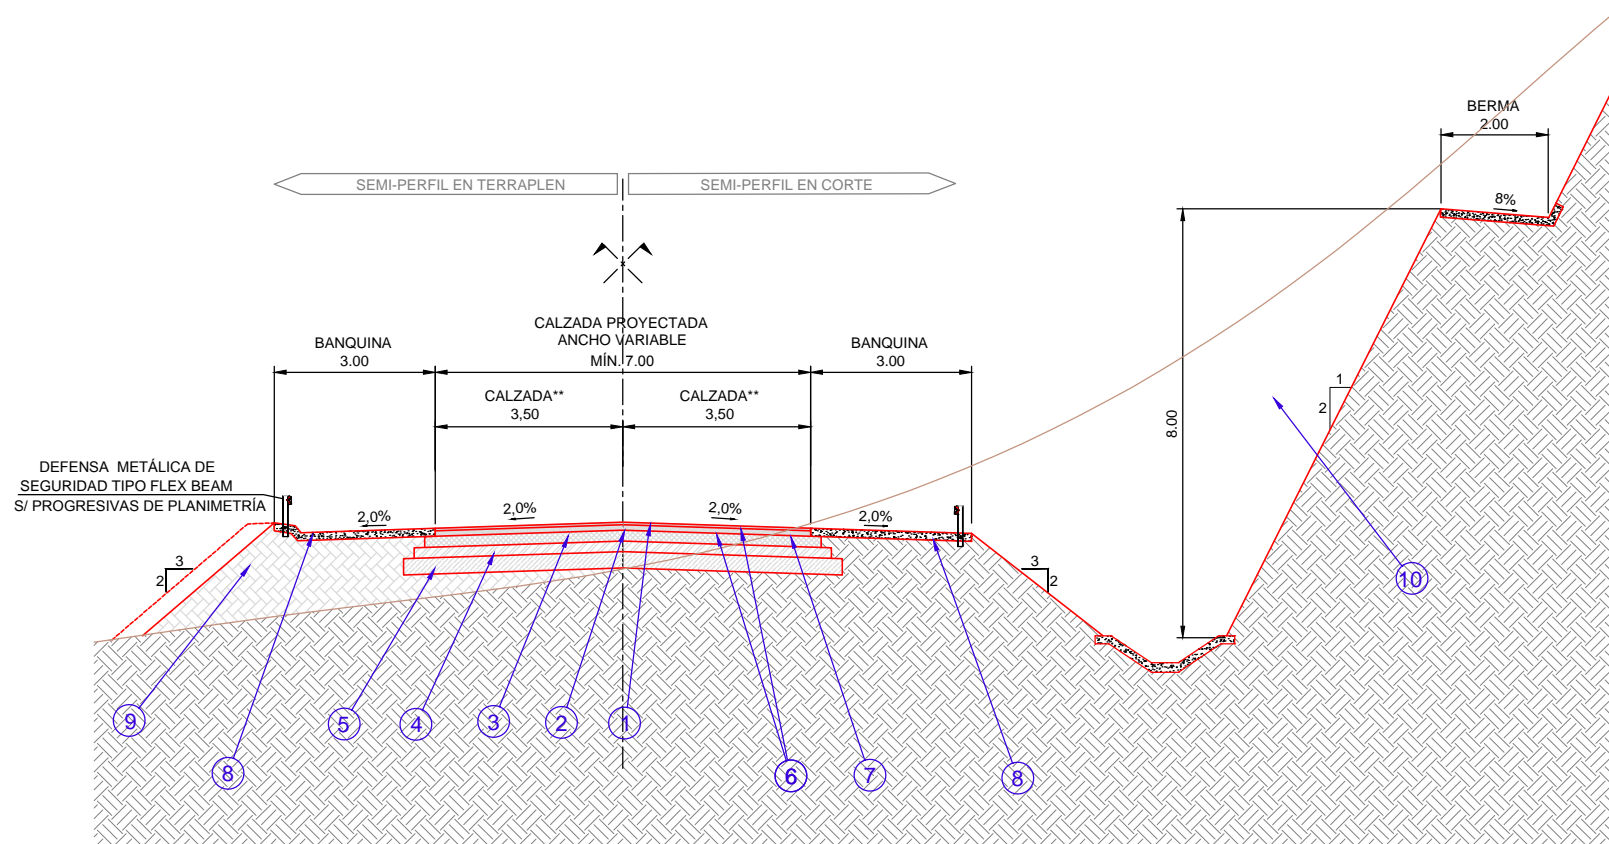 BERMA
2.00
SEMI-PERFIL EN TERRAPLEN
SEMI-PERFIL EN CORTE
8%
CALZADA PROYECTADA
ANCHO VARIABLE
MÍN. 7.00
BANQUINA
3.00
BANQUINA
3.00
CALZADA**
3,50
CALZADA**
3,50
1
2
8.00
DEFENSA METÁLICA DE
SEGURIDAD TIPO FLEX BEAM
S/ PROGRESIVAS DE PLANIMETRÍA
2,0%
2,0%
2,0%
2,0%
3
2
3
2
10
9
5
4
3
2
1
8
6
7
8